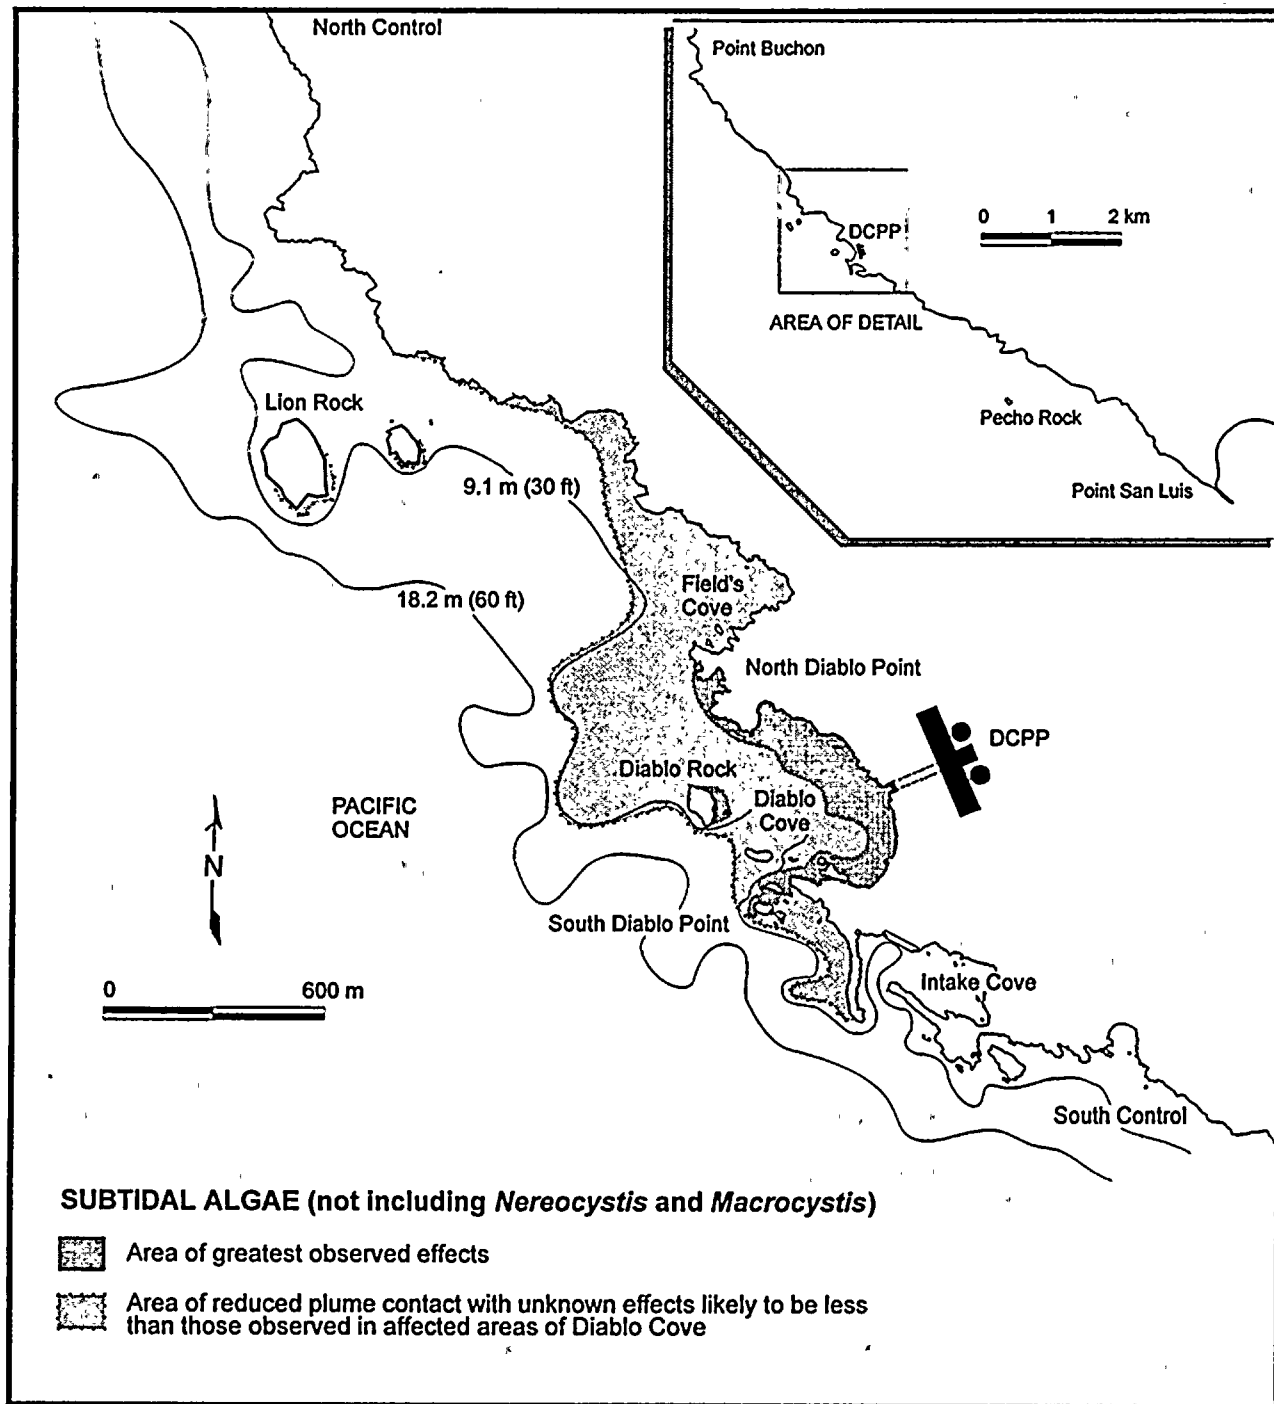 North Control
Point Buchon
0 1 2 km
DCPP
AREA OF DETAIL
Pecho Rock
Point San Luis
Lion Rock
9.1 m (30 ft)
18.2 m (60 ft)
Field's
Cove
North Diablo Point
DCPP
Diablo Rock
Diablo
Cove
PACIFIC
OCEAN
N
South Diablo Point
Intake Cove
0 600 m
South Control
SUBTIDAL ALGAE (not including Nereocystis and Macrocystis)
Area of greatest observed effects
Area of reduced plume contact with unknown effects likely to be less
than those observed in affected areas of Diablo Cove